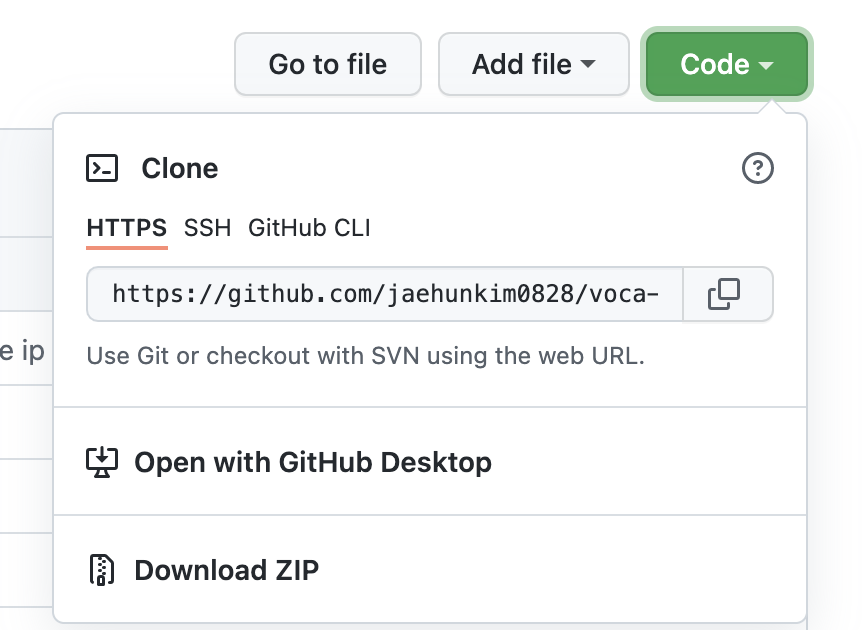 Go to file Add file Code
Clone
HTTPS SSH GitHub CLI
https://github.com/jaehunkim0828/voca-
e ip
Use Git or checkout with SVN using the web URL.
Open with GitHub Desktop
Download ZIP